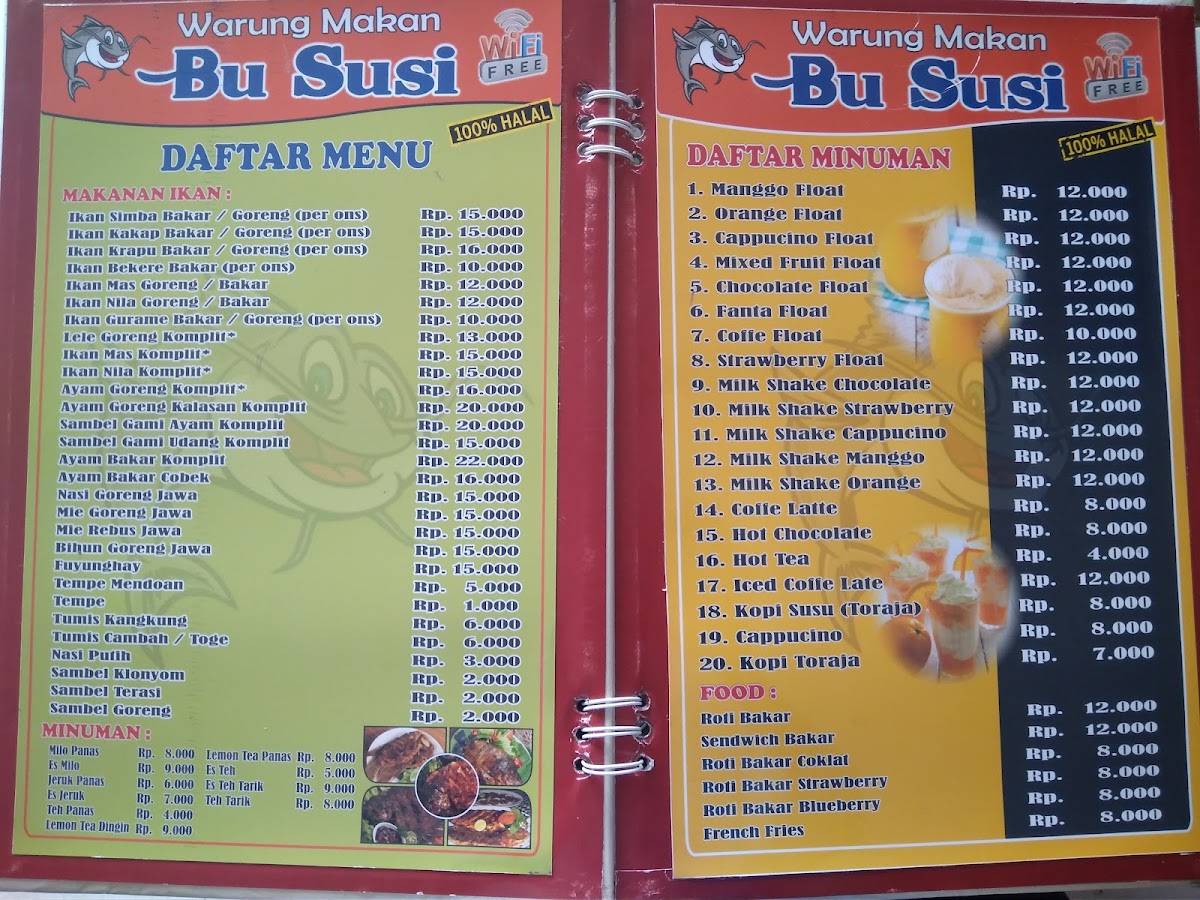 Warung Makan
Bu Susi
WiFi
FREE
100% HALAL
DAFTAR MENU
MAKANAN IKAN :
Ikan Simba Bakar / Goreng (per ons) Rp. 15.000
Ikan Kakap Bakar / Goreng (per ons) Rp. 15.000
Ikan Krapu Bakar / Goreng (per ons) Rp. 16.000
Ikan Bekere Bakar (per ons) Rp. 10.000
Ikan Mas Goreng / Bakar Rp. 12.000
Ikan Nila Goreng / Bakar Rp. 12.000
Ikan Gurame Bakar / Goreng (per ons) Rp. 10.000
Lele Goreng Komplit* Rp. 13.000
Ikan Mas Komplit* Rp. 15.000
Ikan Nila Komplit* Rp. 15.000
Ayam Goreng Komplit* Rp. 16.000
Ayam Goreng Kalasan Komplit Rp. 20.000
Sambel Gami Ayam Komplit Rp. 20.000
Sambel Gami Udang Komplit Rp. 15.000
Ayam Bakar Komplit Rp. 22.000
Ayam Bakar Cobek Rp. 16.000
Nasi Goreng Jawa Rp. 15.000
Mie Goreng Jawa Rp. 15.000
Mie Rebus Jawa Rp. 15.000
Bihun Goreng Jawa Rp. 15.000
Fuyunghay Rp. 15.000
Tempe Mendoan Rp. 5.000
Tempe Rp. 1.000
Tumis Kangkung Rp. 6.000
Tumis Cambah / Toge Rp. 6.000
Nasi Putih Rp. 3.000
Sambel Klonyom Rp. 2.000
Sambel Terasi Rp. 2.000
Sambel Goreng Rp. 2.000
MINUMAN :
Milo Panas Rp. 8.000 Lemon Tea Panas Rp. 8.000
Es Milo Rp. 9.000 Es Teh Rp. 5.000
Jeruk Panas Rp. 6.000 Es Teh Tarik Rp. 9.000
Es Jeruk Rp. 7.000 Teh Tarik Rp. 8.000
Teh Panas Rp. 4.000
Lemon Tea Dingin Rp. 9.000
Warung Makan
Bu Susi
WiFi
FREE
100% HALAL
DAFTAR MINUMAN
1. Manggo Float Rp. 12.000
2. Orange Float Rp. 12.000
3. Cappucino Float Rp. 12.000
4. Mixed Fruit Float Rp. 12.000
5. Chocolate Float Rp. 12.000
6. Fanta Float Rp. 12.000
7. Coffe Float Rp. 10.000
8. Strawberry Float Rp. 12.000
9. Milk Shake Chocolate Rp. 12.000
10. Milk Shake Strawberry Rp. 12.000
11. Milk Shake Cappucino Rp. 12.000
12. Milk Shake Manggo Rp. 12.000
13. Milk Shake Orange Rp. 12.000
14. Coffe Latte Rp. 8.000
15. Hot Chocolate Rp. 8.000
16. Hot Tea Rp. 4.000
17. Iced Coffe Late Rp. 12.000
18. Kopi Susu (Toraja) Rp. 8.000
19. Cappucino Rp. 8.000
20. Kopi Toraja Rp. 7.000
FOOD :
Roti Bakar Rp. 12.000
Sendwich Bakar Rp. 12.000
Roti Bakar Coklat Rp. 8.000
Roti Bakar Strawberry Rp. 8.000
Roti Bakar Blueberry Rp. 8.000
French Fries Rp. 8.000